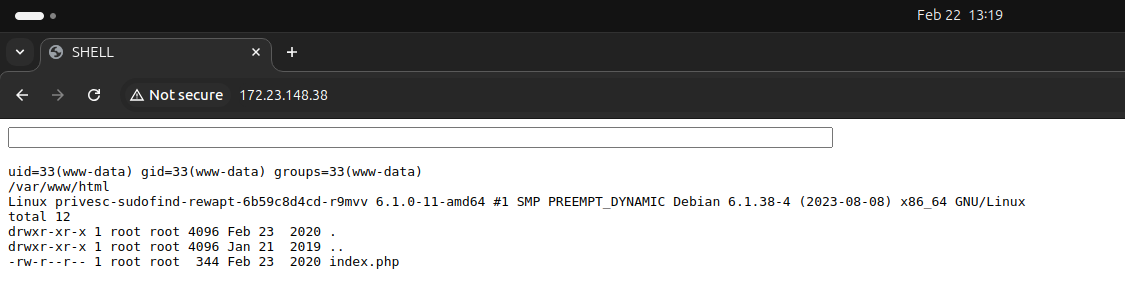 Feb 22 13:19
SHELL
Not secure 172.23.148.38
uid=33(www-data) gid=33(www-data) groups=33(www-data)
/var/www/html
Linux privesc-sudofind-rewapt-6b59c8d4cd-r9mvv 6.1.0-11-amd64 #1 SMP PREEMPT_DYNAMIC Debian 6.1.38-4 (2023-08-08) x86_64 GNU/Linux
total 12
drwxr-xr-x 1 root root 4096 Feb 23  2020 .
drwxr-xr-x 1 root root 4096 Jan 21  2019 ..
-rw-r--r-- 1 root root  344 Feb 23  2020 index.php